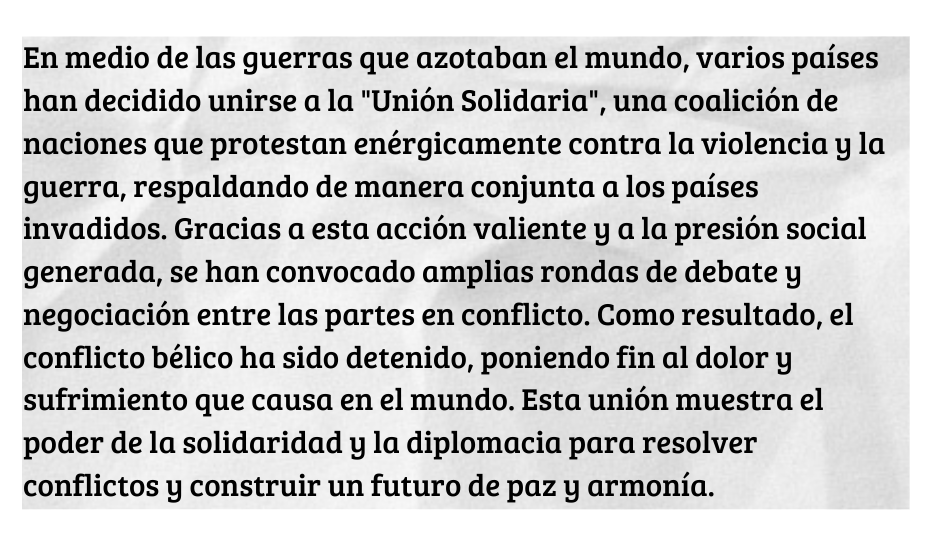 En medio de las guerras que azotaban el mundo, varios países
han decidido unirse a la "Unión Solidaria", una coalición de
naciones que protestan enérgicamente contra la violencia y la
guerra, respaldando de manera conjunta a los países
invadidos. Gracias a esta acción valiente y a la presión social
generada, se han convocado amplias rondas de debate y
negociación entre las partes en conflicto. Como resultado, el
conflicto bélico ha sido detenido, poniendo fin al dolor y
sufrimiento que causa en el mundo. Esta unión muestra el
poder de la solidaridad y la diplomacia para resolver
conflictos y construir un futuro de paz y armonía.